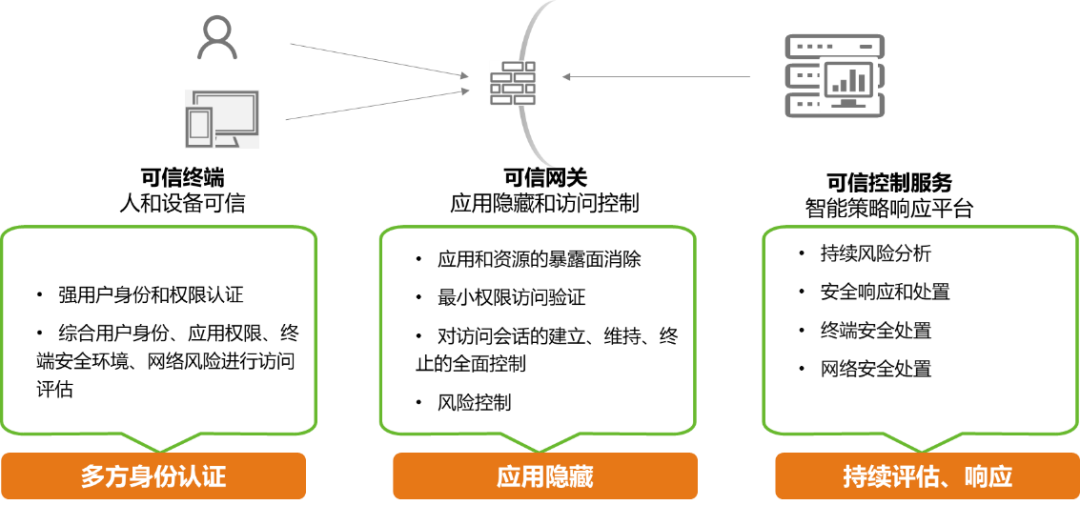 可信终端
人和设备可信
• 强用户身份和权限认证
• 综合用户身份、应用权限、终
端安全环境、网络风险进行访问
评估
多方身份认证
可信网关
应用隐藏和访问控制
• 应用和资源的暴露面消除
• 最小权限访问验证
• 对访问会话的建立、维持、终
止的全面控制
• 风险控制
应用隐藏
可信控制服务
智能策略响应平台
• 持续风险分析
• 安全响应和处置
• 终端安全处置
• 网络安全处置
持续评估、响应